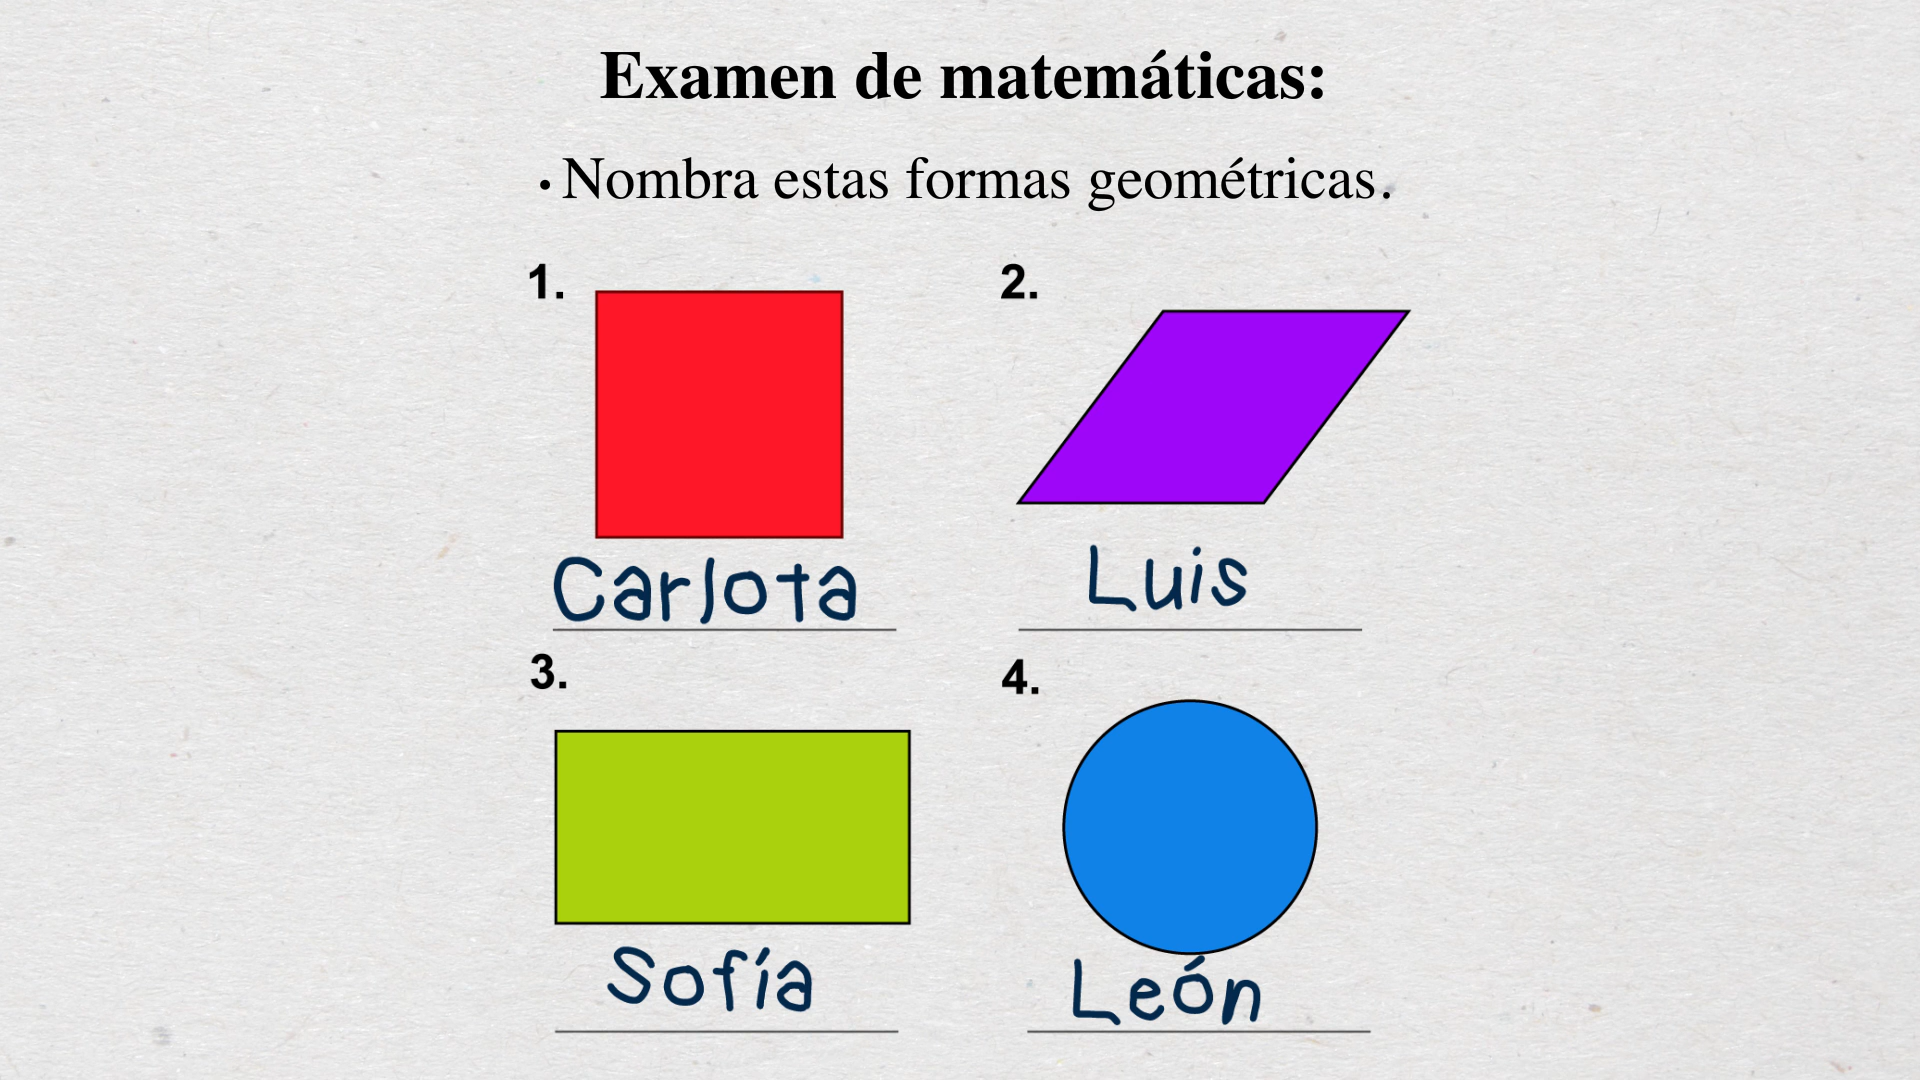 Examen de matemáticas:
• Nombra estas formas geométricas.
1.
2.
Carlota
Luis
3.
4.
Sofía
León